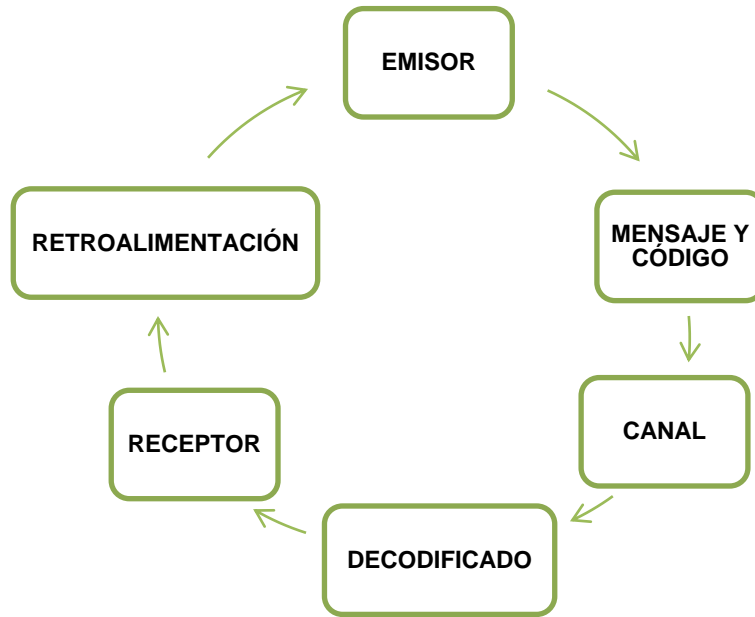 EMISOR
MENSAJE Y
CÓDIGO
CANAL
DECODIFICADO
RECEPTOR
RETROALIMENTACIÓN